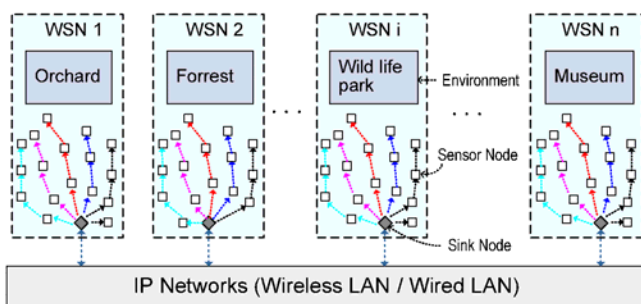 WSN 1
WSN 2
WSN i
WSN n
Orchard
Forrest
Wild life
park
Environment
Museum
. . .
. . .
Sensor Node
Sink Node
IP Networks (Wireless LAN / Wired LAN)